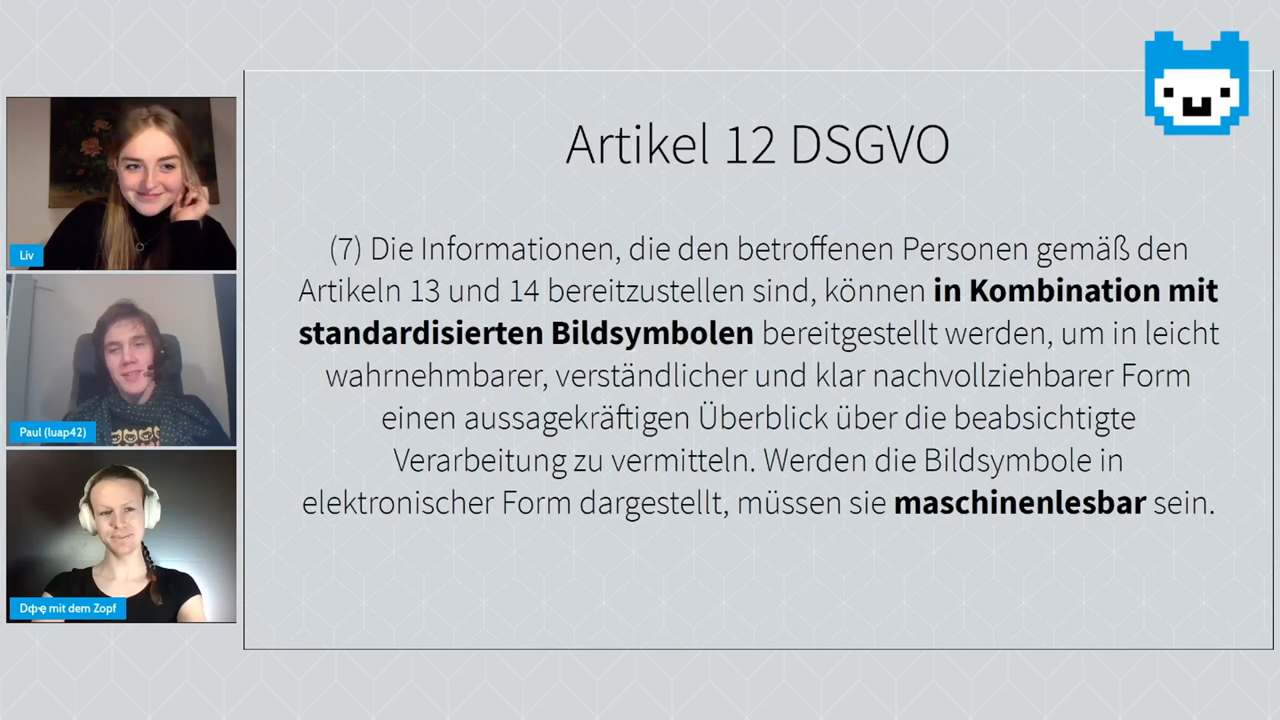 Artikel 12 DSGVO
(7) Die Informationen, die den betroffenen Personen gemäß den
Artikeln 13 und 14 bereitzustellen sind, können in Kombination mit
standardisierten Bildsymbolen bereitgestellt werden, um in leicht
wahrnehmbarer, verständlicher und klar nachvollziehbarer Form
einen aussagekräftigen Überblick über die beabsichtigte
Verarbeitung zu vermitteln. Werden die Bildsymbole in
elektronischer Form dargestellt, müssen sie maschinenlesbar sein.
Liv
Paul (luap42)
mit dem Zopf